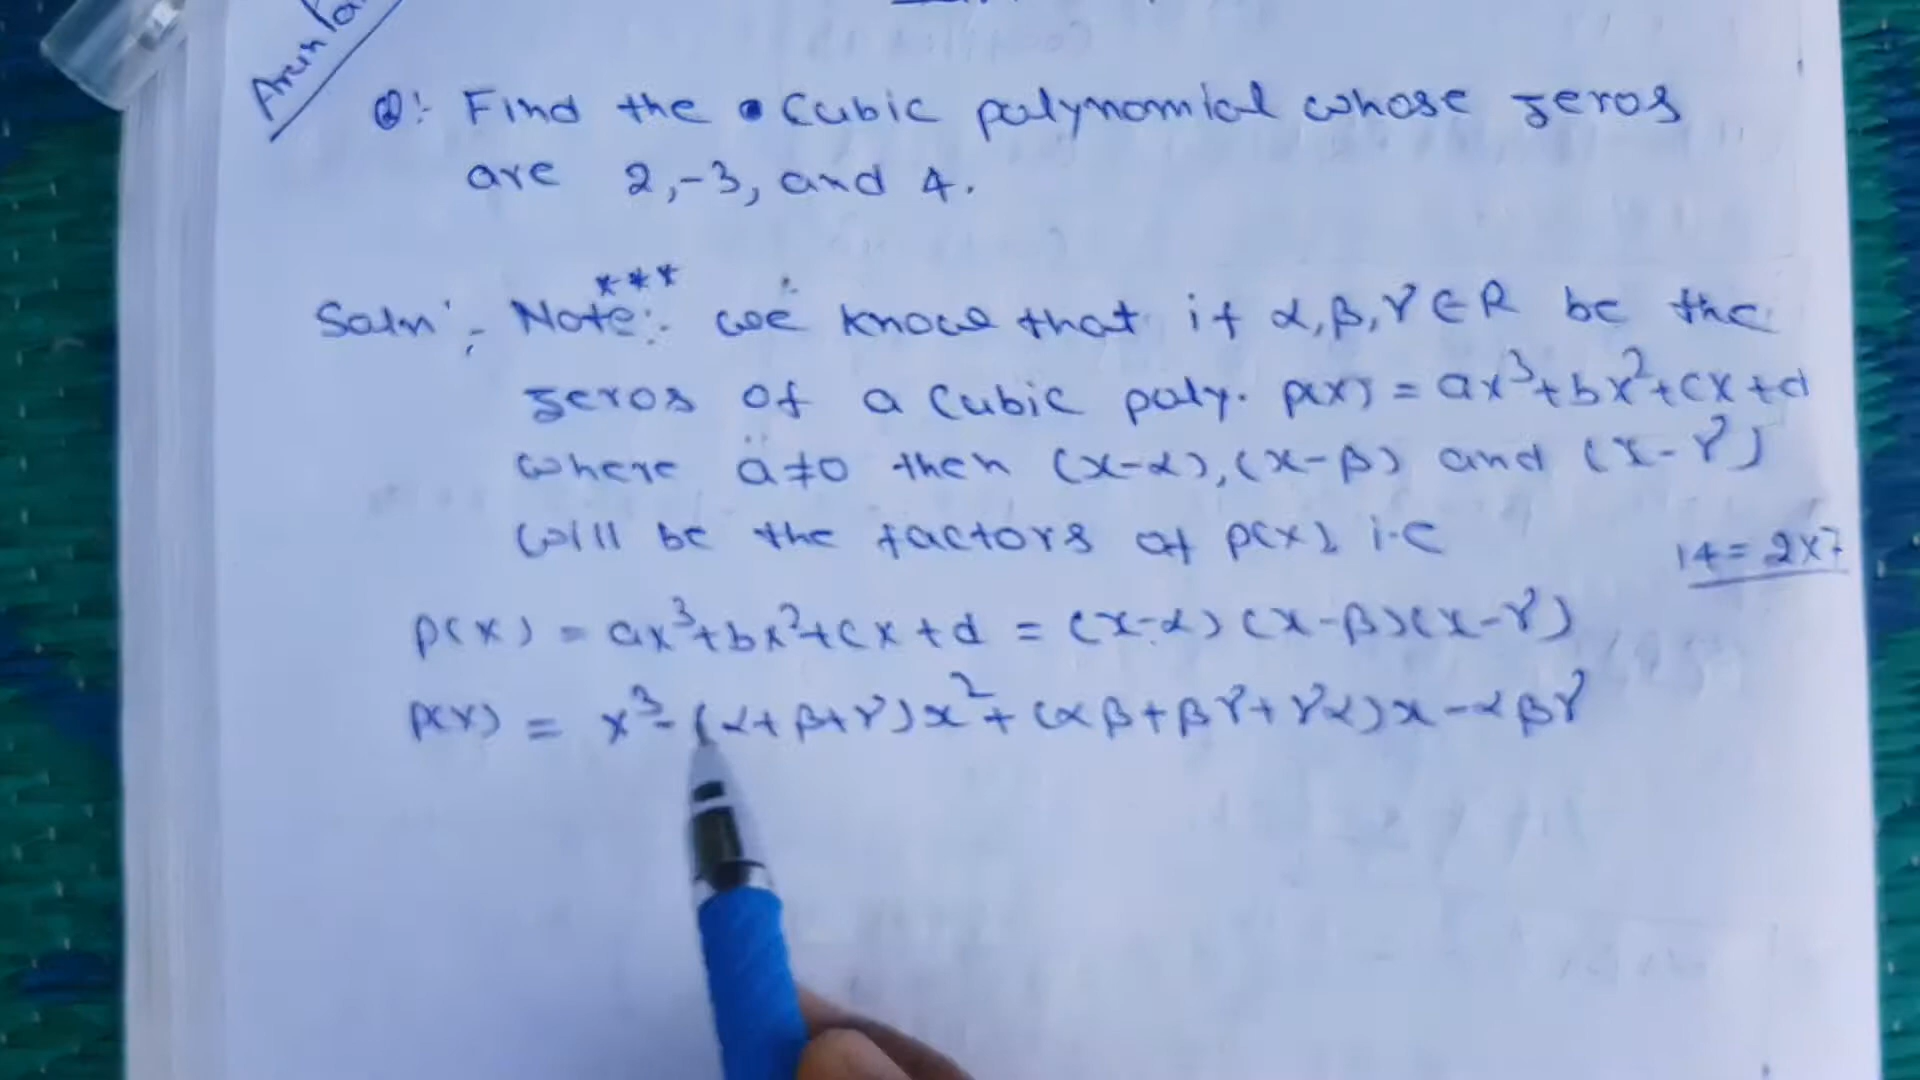 Q:- Find the cubic polynomial whose zeros
are 2, -3, and 4.
Soln:- Note:- *** we know that if α, β, γ ∈ R be the
zeros of a cubic poly. p(x) = ax³+bx²+cx+d
where a≠0 then (x-α), (x-β) and (x-γ)
will be the factors of p(x) i.e
14 = 2x7
p(x) = ax³+bx²+cx+d = (x-α)(x-β)(x-γ)
p(x) = x³-(α+β+γ)x²+(αβ+βγ+γα)x-αβγ